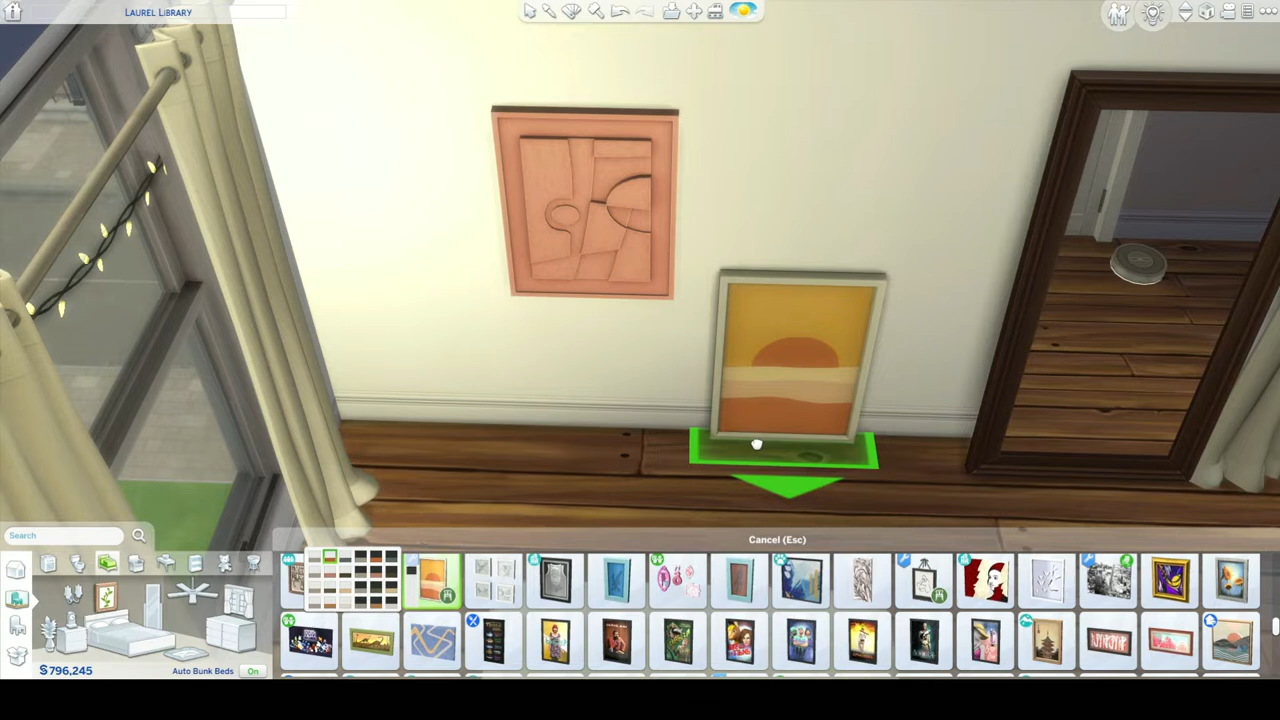 LAUREL LIBRARY
Cancel (Esc)
Search
§796,245
Auto Bunk Beds
On